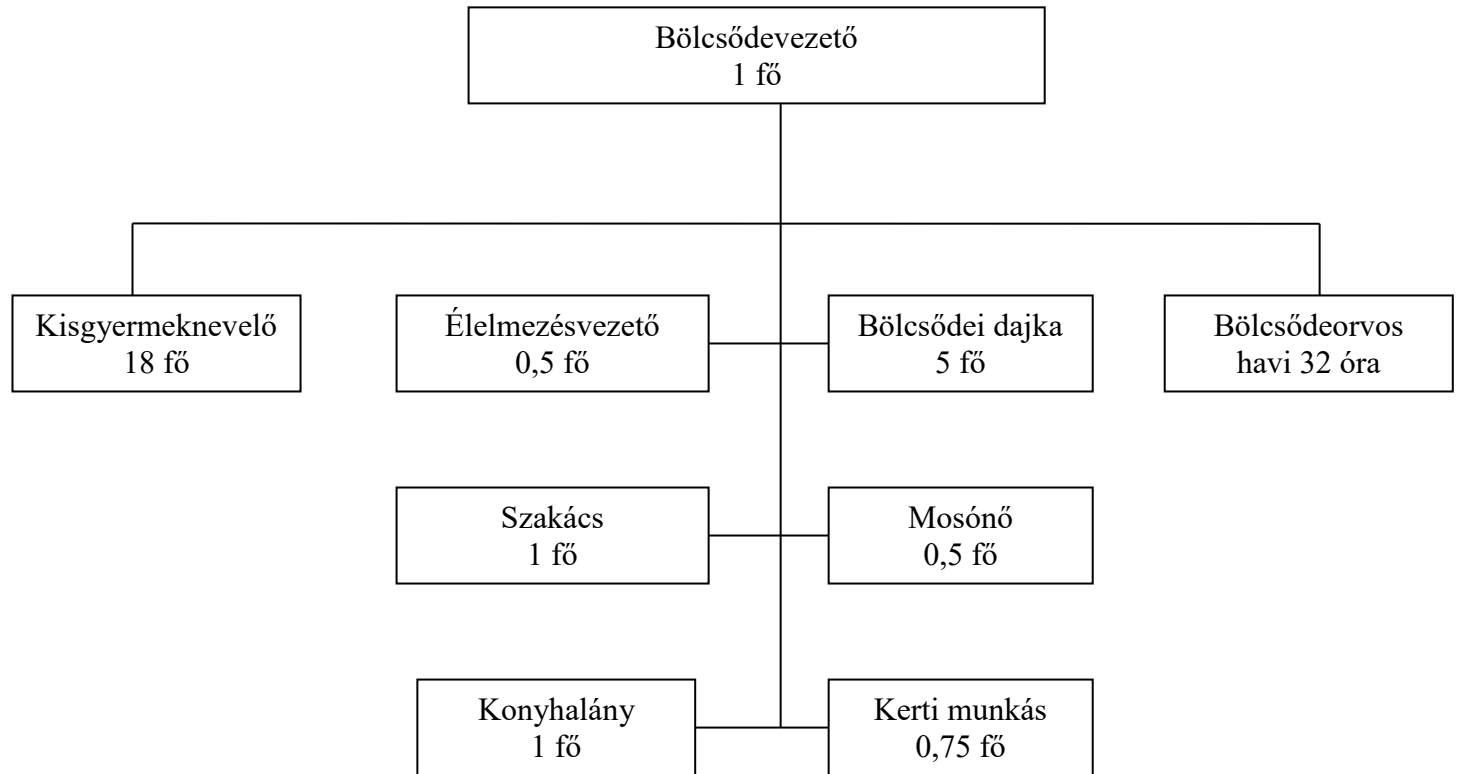 Bölcsődevezető
1 fő
Kisgyermeknevelő
18 fő
Élelmezésvezető
0,5 fő
Bölcsődei dajka
5 fő
Bölcsődeorvos
havi 32 óra
Szakács
1 fő
Mosónő
0,5 fő
Konyhalány
1 fő
Kerti munkás
0,75 fő